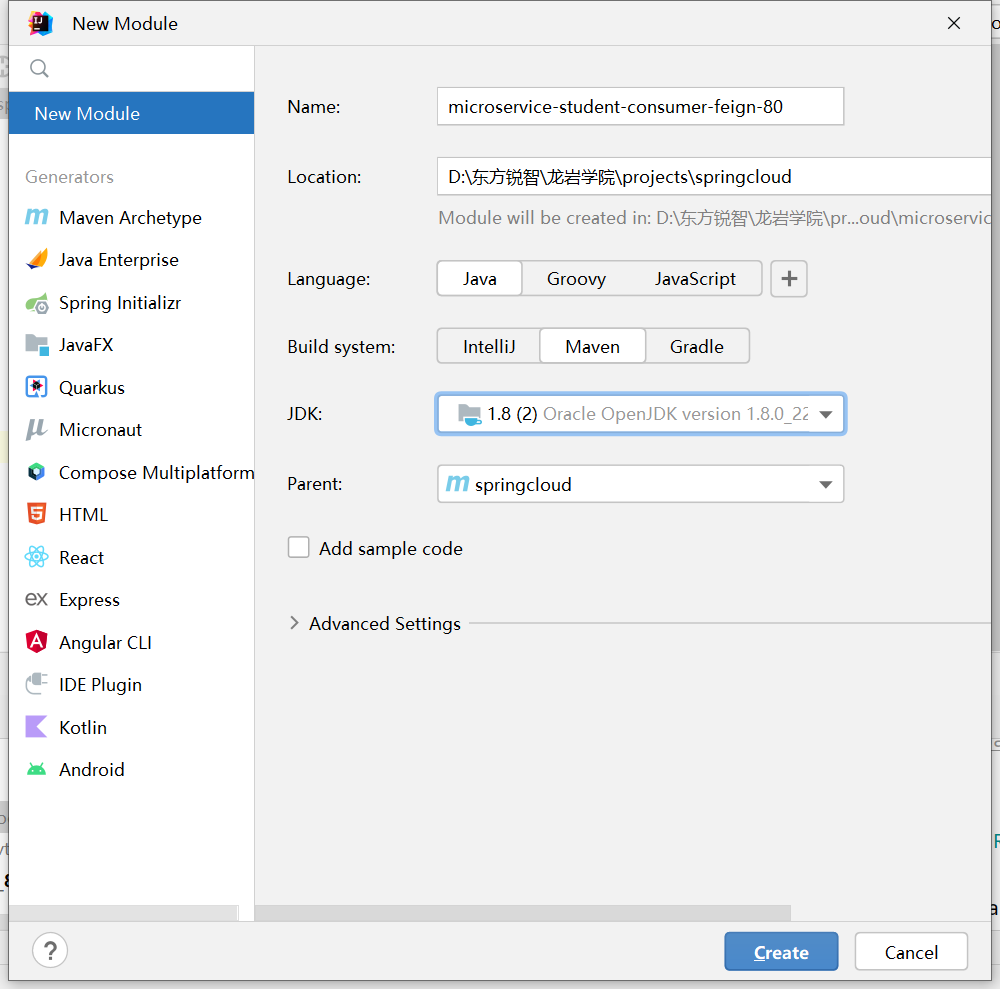 New Module
New Module
Generators
Maven Archetype
Java Enterprise
Spring Initializr
JavaFX
Quarkus
Micronaut
Compose Multiplatform
HTML
React
Express
Angular CLI
IDE Plugin
Kotlin
Android
Name:
microservice-student-consumer-feign-80
Location:
D:\东方锐智\龙岩学院\projects\springcloud
Module will be created in: D:\东方锐智\龙岩学院\pr...oud\microservic
Language:
Java Groovy JavaScript +
Build system:
IntelliJ Maven Gradle
JDK:
1.8 (2) Oracle OpenJDK version 1.8.0_22
Parent:
springcloud
Add sample code
Advanced Settings
? Create Cancel